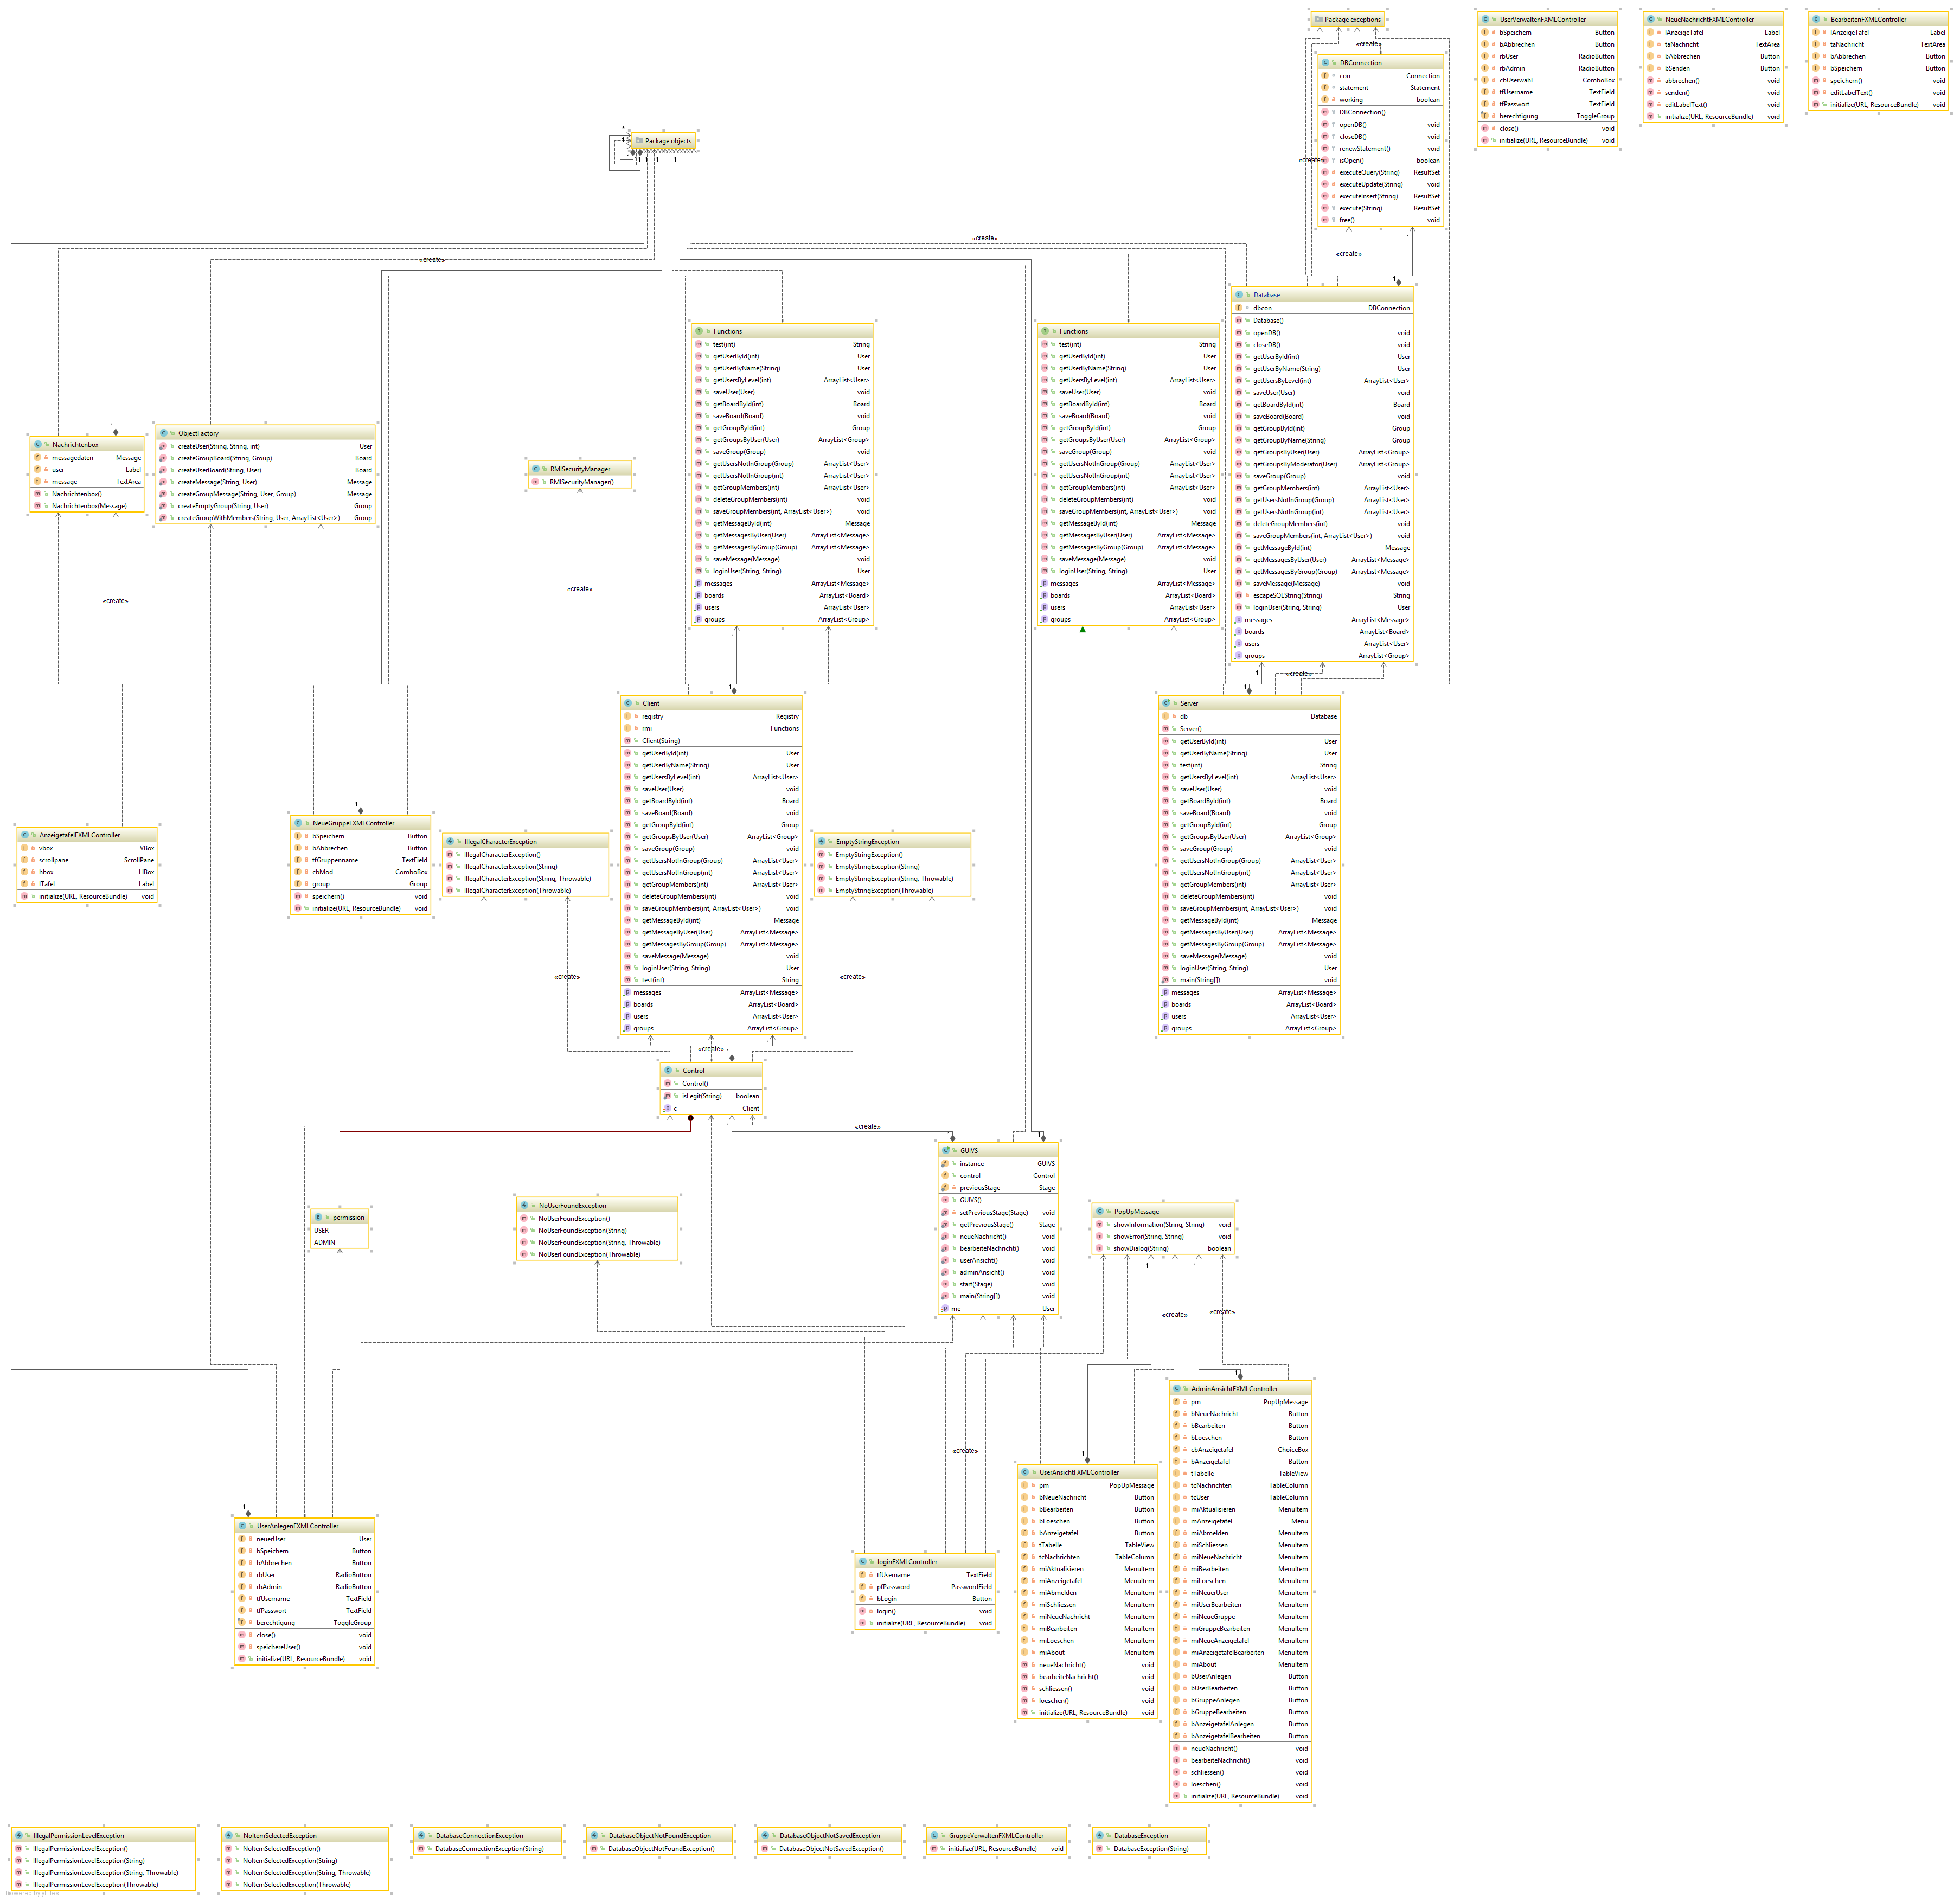 Package exceptions
«create»
DBConnection
con Connection
statement Statement
working boolean
DBConnection()
openDB() void
closeDB() void
renewStatement() void
isOpen() boolean
executeQuery(String) ResultSet
executeUpdate(String) void
executeInsert(String) ResultSet
execute(String) ResultSet
free() void
«create»
UserVerwaltenFXMLController
bSpeichern Button
bAbbrechen Button
rbUser RadioButton
rbAdmin RadioButton
cbUserwahl ComboBox
tfUsername TextField
tfPasswort TextField
berechtigung ToggleGroup
close() void
initialize(URL, ResourceBundle) void
NeueNachrichtFXMLController
lAnzeigeTafel Label
taNachricht TextArea
bAbbrechen Button
bSenden Button
abbrechen() void
senden() void
editLabelText() void
initialize(URL, ResourceBundle) void
BearbeitenFXMLController
lAnzeigeTafel Label
taNachricht TextArea
bAbbrechen Button
bSpeichern Button
speichern() void
editLabelText() void
initialize(URL, ResourceBundle) void
Package objects
«create»
«create»
«create»
Database
dbcon DBConnection
Database()
openDB() void
closeDB() void
getUserById(int) User
getUserByName(String) User
getUsersByLevel(int) ArrayList<User>
saveUser(User) void
getBoardById(int) Board
saveBoard(Board) void
getGroupById(int) Group
getGroupByName(String) Group
getGroupsByUser(User) ArrayList<Group>
getGroupsByModerator(User) ArrayList<Group>
saveGroup(Group) void
getGroupMembers(int) ArrayList<User>
getUsersNotInGroup(Group) ArrayList<User>
getUsersNotInGroup(int) ArrayList<User>
deleteGroupMembers(int) void
saveGroupMembers(int, ArrayList<User>) void
getMessageById(int) Message
getMessagesByUser(User) ArrayList<Message>
getMessagesByGroup(Group) ArrayList<Message>
saveMessage(Message) void
escapeSQLString(String) String
loginUser(String, String) User
messages ArrayList<Message>
boards ArrayList<Board>
users ArrayList<User>
groups ArrayList<Group>
Functions
test(int) String
getUserById(int) User
getUserByName(String) User
getUsersByLevel(int) ArrayList<User>
saveUser(User) void
getBoardById(int) Board
saveBoard(Board) void
getGroupById(int) Group
getGroupsByUser(User) ArrayList<Group>
saveGroup(Group) void
getUsersNotInGroup(Group) ArrayList<User>
getUsersNotInGroup(int) ArrayList<User>
getGroupMembers(int) ArrayList<User>
deleteGroupMembers(int) void
saveGroupMembers(int, ArrayList<User>) void
getMessageById(int) Message
getMessagesByUser(User) ArrayList<Message>
getMessagesByGroup(Group) ArrayList<Message>
saveMessage(Message) void
loginUser(String, String) User
messages ArrayList<Message>
boards ArrayList<Board>
users ArrayList<User>
groups ArrayList<Group>
Functions
test(int) String
getUserById(int) User
getUserByName(String) User
getUsersByLevel(int) ArrayList<User>
saveUser(User) void
getBoardById(int) Board
saveBoard(Board) void
getGroupById(int) Group
getGroupsByUser(User) ArrayList<Group>
saveGroup(Group) void
getUsersNotInGroup(Group) ArrayList<User>
getUsersNotInGroup(int) ArrayList<User>
getGroupMembers(int) ArrayList<User>
deleteGroupMembers(int) void
saveGroupMembers(int, ArrayList<User>) void
getMessageById(int) Message
getMessagesByUser(User) ArrayList<Message>
getMessagesByGroup(Group) ArrayList<Message>
saveMessage(Message) void
loginUser(String, String) User
messages ArrayList<Message>
boards ArrayList<Board>
users ArrayList<User>
groups ArrayList<Group>
Nachrichtenbox
messagedaten Message
user Label
message TextArea
Nachrichtenbox()
Nachrichtenbox(Message)
ObjectFactory
createUser(String, String, int) User
createGroupBoard(String, Group) Board
createUserBoard(String, User) Board
createMessage(String, User) Message
createGroupMessage(String, User, Group) Message
createEmptyGroup(String, User) Group
createGroupWithMembers(String, User, ArrayList<User>) Group
RMISecurityManager
RMISecurityManager()
«create»
«create»
«create»
Client
registry Registry
rmi Functions
Client(String)
getUserById(int) User
getUserByName(String) User
getUsersByLevel(int) ArrayList<User>
saveUser(User) void
getBoardById(int) Board
saveBoard(Board) void
getGroupById(int) Group
getGroupsByUser(User) ArrayList<Group>
saveGroup(Group) void
getUsersNotInGroup(Group) ArrayList<User>
getUsersNotInGroup(int) ArrayList<User>
getGroupMembers(int) ArrayList<User>
deleteGroupMembers(int) void
saveGroupMembers(int, ArrayList<User>) void
getMessageById(int) Message
getMessageByUser(User) ArrayList<Message>
getMessagesByGroup(Group) ArrayList<Message>
saveMessage(Message) void
loginUser(String, String) User
test(int) String
messages ArrayList<Message>
boards ArrayList<Board>
users ArrayList<User>
groups ArrayList<Group>
Server
db Database
Server()
getUserById(int) User
getUserByName(String) User
test(int) String
getUsersByLevel(int) ArrayList<User>
saveUser(User) void
getBoardById(int) Board
saveBoard(Board) void
getGroupById(int) Group
getGroupsByUser(User) ArrayList<Group>
saveGroup(Group) void
getUsersNotInGroup(Group) ArrayList<User>
getUsersNotInGroup(int) ArrayList<User>
getGroupMembers(int) ArrayList<User>
deleteGroupMembers(int) void
saveGroupMembers(int, ArrayList<User>) void
getMessageById(int) Message
getMessagesByUser(User) ArrayList<Message>
getMessagesByGroup(Group) ArrayList<Message>
saveMessage(Message) void
loginUser(String, String) User
main(String[]) void
messages ArrayList<Message>
boards ArrayList<Board>
users ArrayList<User>
groups ArrayList<Group>
AnzeigetafelFXMLController
vbox VBox
scrollpane ScrollPane
hbox HBox
lTafel Label
initialize(URL, ResourceBundle) void
NeueGruppeFXMLController
bSpeichern Button
bAbbrechen Button
tfGruppenname TextField
cbMod ComboBox
group Group
speichern() void
initialize(URL, ResourceBundle) void
IllegalCharacterException
IllegalCharacterException()
IllegalCharacterException(String)
IllegalCharacterException(String, Throwable)
IllegalCharacterException(Throwable)
EmptyStringException
EmptyStringException()
EmptyStringException(String)
EmptyStringException(String, Throwable)
EmptyStringException(Throwable)
«create»
«create»
«create»
Control
Control()
isLegit(String) boolean
c Client
«create»
GUIVS
instance GUIVS
control Control
previousStage Stage
GUIVS()
setPreviousStage(Stage) void
getPreviousStage() Stage
neueNachricht() void
bearbeiteNachricht() void
userAnsicht() void
adminAnsicht() void
start(Stage) void
main(String[]) void
me User
permission
USER
ADMIN
NoUserFoundException
NoUserFoundException()
NoUserFoundException(String)
NoUserFoundException(String, Throwable)
NoUserFoundException(Throwable)
PopUpMessage
showInformation(String, String) void
showError(String, String) void
showDialog(String) boolean
«create»
«create»
«create»
AdminAnsichtFXMLController
pm PopUpMessage
bNeueNachricht Button
bBearbeiten Button
bLoeschen Button
cbAnzeigetafel ChoiceBox
bAnzeigetafel Button
tTabelle TableView
tcNachrichten TableColumn
tcUser TableColumn
miAktualisieren MenuItem
mAnzeigetafel Menu
miAbmelden MenuItem
miSchliessen MenuItem
miNeueNachricht MenuItem
miBearbeiten MenuItem
miLoeschen MenuItem
miNeuerUser MenuItem
miUserBearbeiten MenuItem
miNeueGruppe MenuItem
miGruppeBearbeiten MenuItem
miNeueAnzeigetafel MenuItem
miAnzeigetafelBearbeiten MenuItem
miAbout MenuItem
bUserAnlegen Button
bUserBearbeiten Button
bGruppeAnlegen Button
bGruppeBearbeiten Button
bAnzeigetafelAnlegen Button
bAnzeigetafelBearbeiten Button
neueNachricht() void
bearbeiteNachricht() void
schliessen() void
loeschen() void
initialize(URL, ResourceBundle) void
UserAnsichtFXMLController
pm PopUpMessage
bNeueNachricht Button
bBearbeiten Button
bLoeschen Button
bAnzeigetafel Button
tTabelle TableView
tcNachrichten TableColumn
miAktualisieren MenuItem
miAnzeigetafel MenuItem
miAbmelden MenuItem
miSchliessen MenuItem
miNeueNachricht MenuItem
miBearbeiten MenuItem
miLoeschen MenuItem
miAbout MenuItem
neueNachricht() void
bearbeiteNachricht() void
schliessen() void
loeschen() void
initialize(URL, ResourceBundle) void
UserAnlegenFXMLController
neuerUser User
bSpeichern Button
bAbbrechen Button
rbUser RadioButton
rbAdmin RadioButton
tfUsername TextField
tfPasswort TextField
berechtigung ToggleGroup
close() void
speichereUser() void
initialize(URL, ResourceBundle) void
loginFXMLController
tfUsername TextField
pfPassword PasswordField
bLogin Button
login() void
initialize(URL, ResourceBundle) void
IllegalPermissionLevelException
IllegalPermissionLevelException()
IllegalPermissionLevelException(String)
IllegalPermissionLevelException(String, Throwable)
IllegalPermissionLevelException(Throwable)
NoItemSelectedException
NoItemSelectedException()
NoItemSelectedException(String)
NoItemSelectedException(String, Throwable)
NoItemSelectedException(Throwable)
DatabaseConnectionException
DatabaseConnectionException(String)
DatabaseObjectNotFoundException
DatabaseObjectNotFoundException()
DatabaseObjectNotSavedException
DatabaseObjectNotSavedException()
GruppeVerwaltenFXMLController
initialize(URL, ResourceBundle) void
DatabaseException
DatabaseException(String)
Powered by yFiles